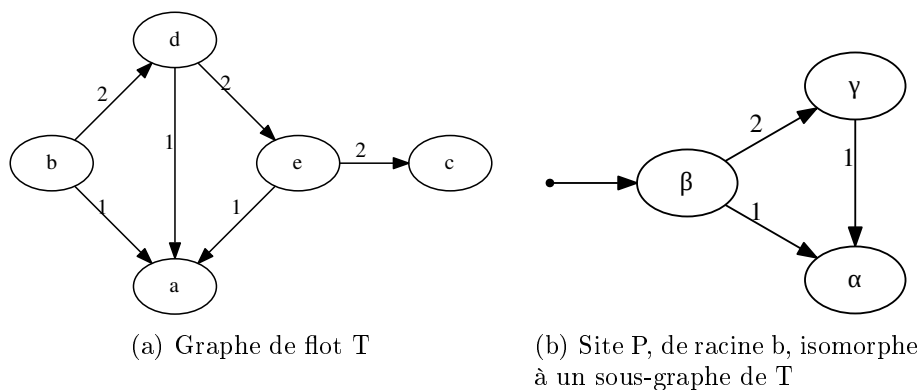 d
2
2
1
b
e
2
c
1
1
a
(a) Graphe de flot T
γ
2
1
β
1
α
(b) Site P, de racine b, isomorphe
à un sous-graphe de T